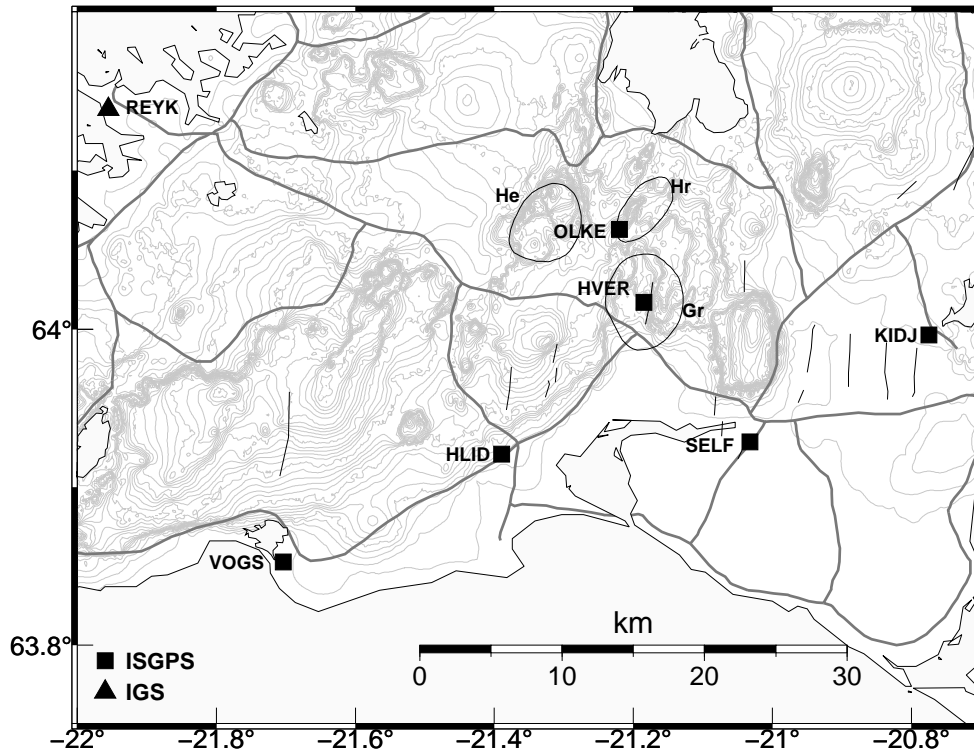 REYK
He
Hr
OLKE
HVER
Gr
64°
KIDJ
SELF
HLID
VOGS
km
63.8°
ISGPS
IGS
0 10 20 30
−22° −21.8° −21.6° −21.4° −21.2° −21° −20.8°